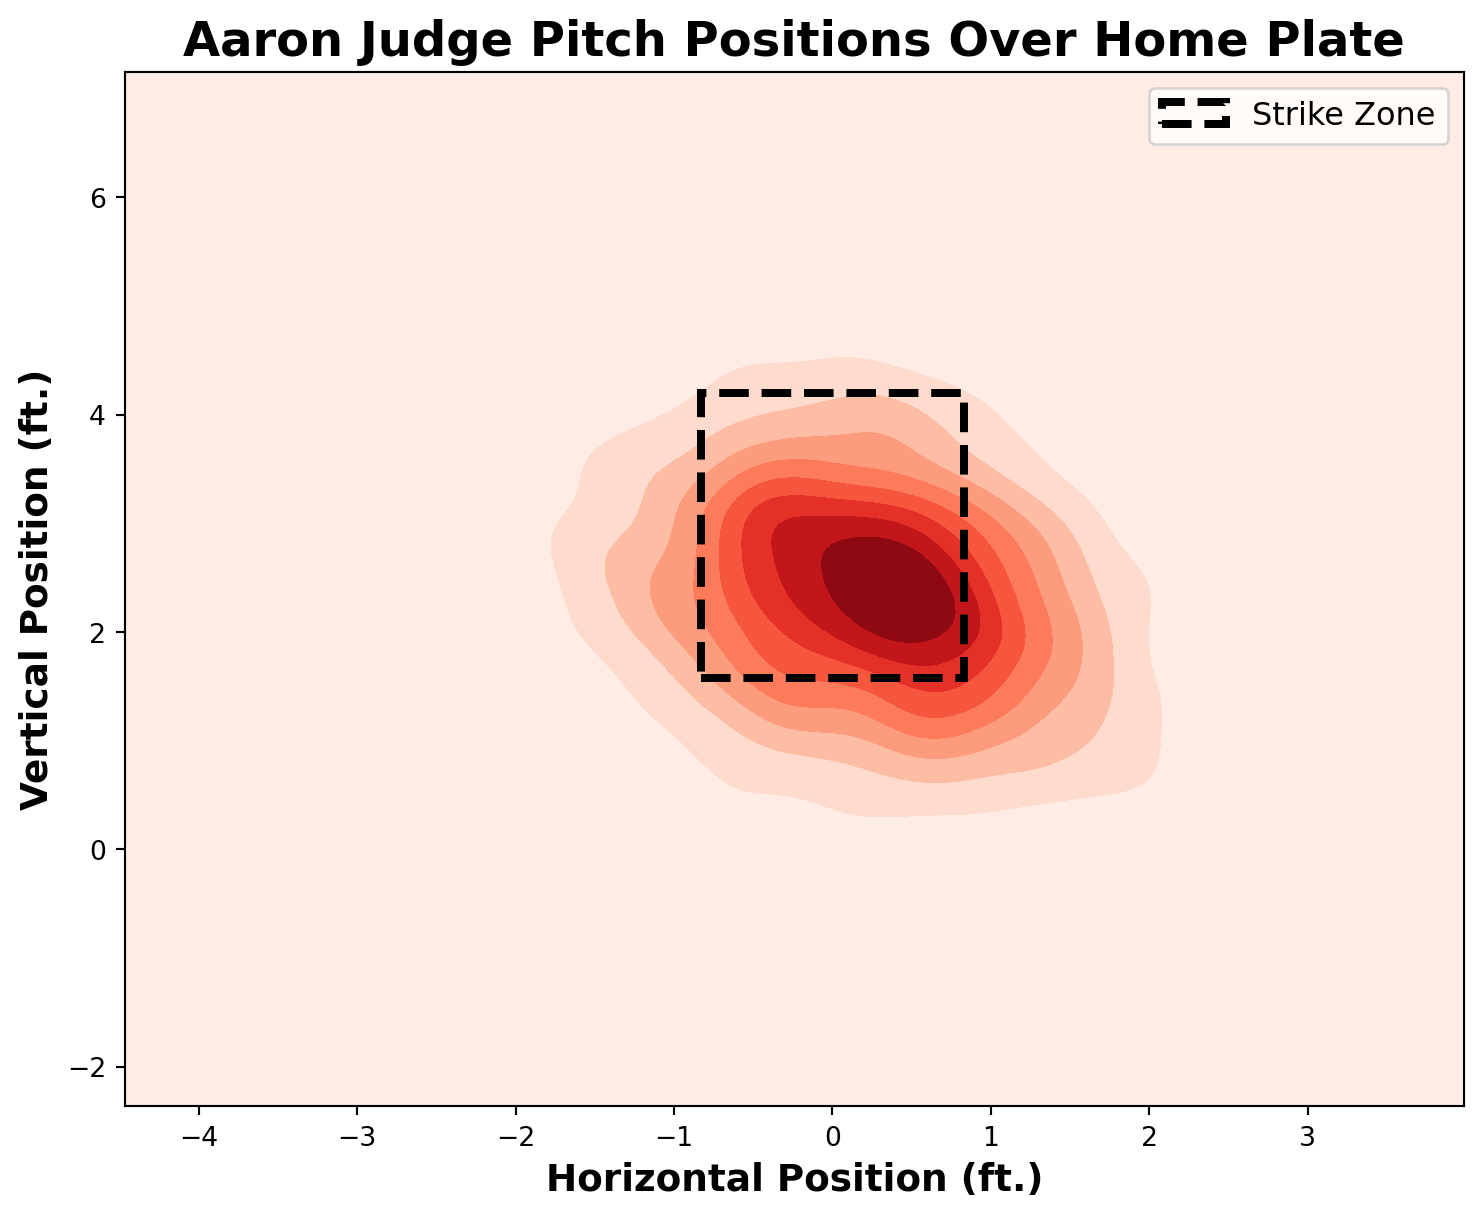 Aaron Judge Pitch Positions Over Home Plate
Strike Zone
Vertical Position (ft.)
6
4
2
0
−2
−4 −3 −2 −1 0 1 2 3
Horizontal Position (ft.)